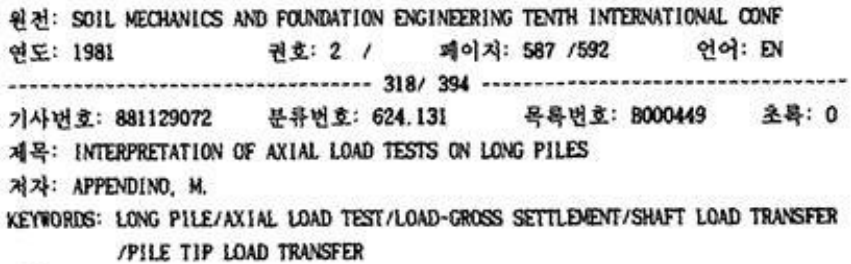 원전: SOIL MECHANICS AND FOUNDATION ENGINEERING TENTH INTERNATIONAL CONF
연도: 1981 권호: 2 / 페이지: 587 /592 언어: EN
---------------------------------- 318/ 394 ----------------------------------
기사번호: 881129072 분류번호: 624.131 목록번호: B000449 초록: 0
제목: INTERPRETATION OF AXIAL LOAD TESTS ON LONG PILES
저자: APPENDINO, M.
KEYWORDS: LONG PILE/AXIAL LOAD TEST/LOAD-GROSS SETTLEMENT/SHAFT LOAD TRANSFER
/PILE TIP LOAD TRANSFER